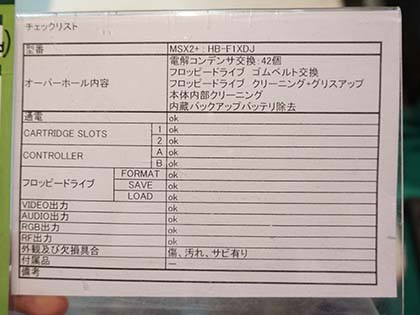 チェックリスト
型番 MSX2+ : HB-F1XDJ
オーバーホール内容 電解コンデンサ交換:42個
フロッピードライブ ゴムベルト交換
フロッピードライブ クリーニング+グリスアップ
本体内部クリーニング
内蔵バックアップバッテリ除去
通電 ok
CARTRIDGE SLOTS 1 ok
2 ok
CONTROLLER A ok
B ok
フロッピードライブ FORMAT ok
SAVE ok
LOAD ok
VIDEO出力 ok
AUDIO出力 ok
RGB出力 ok
RF出力 ok
外観及び欠損具合 傷、汚れ、サビ有り
付属品 ー
備考